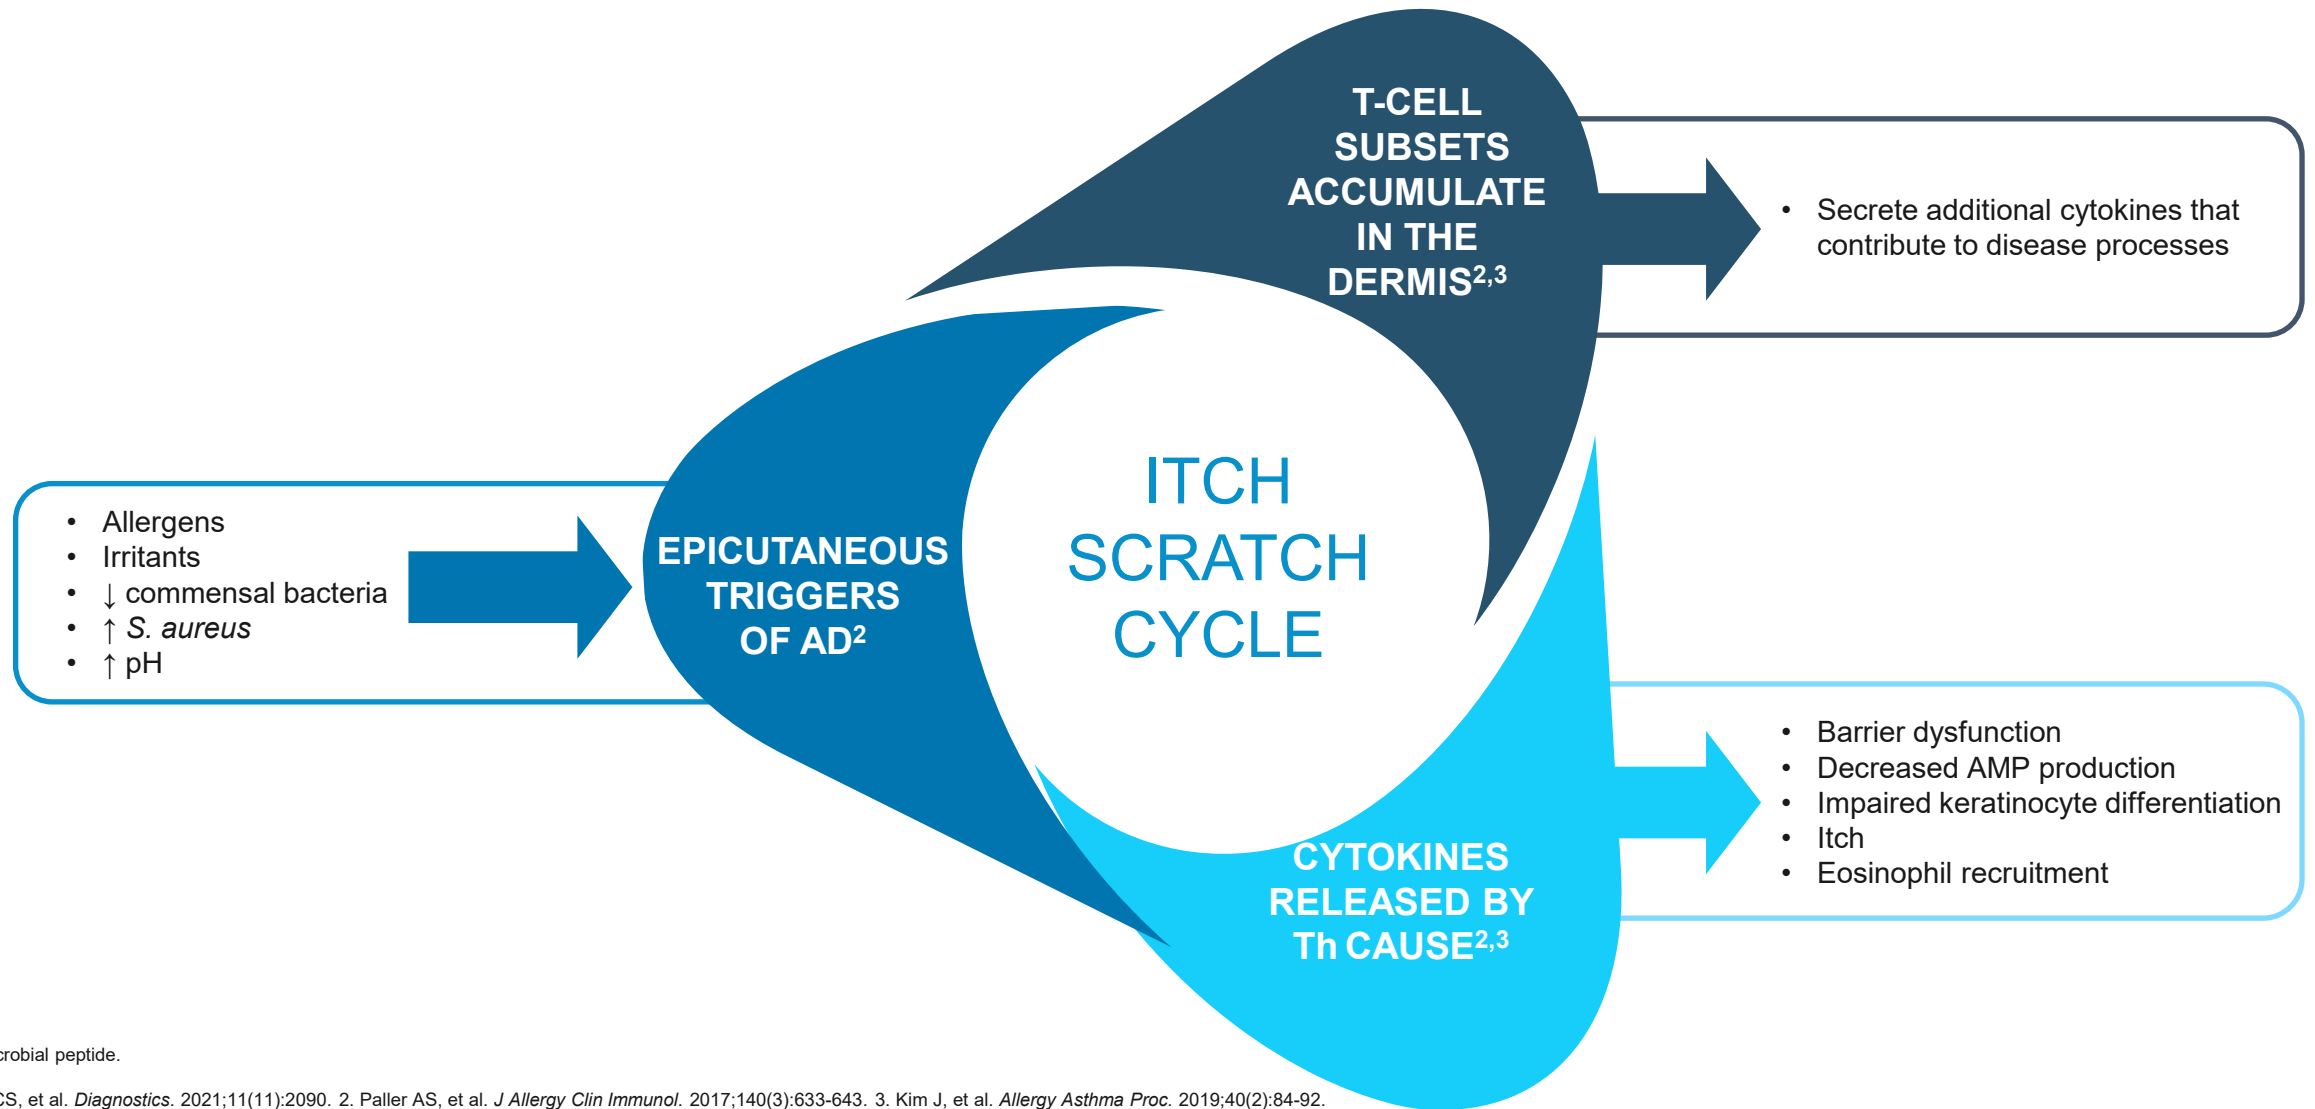 T-CELL
SUBSETS
ACCUMULATE
IN THE
DERMIS2,3
• Secrete additional cytokines that
contribute to disease processes
• Allergens
• Irritants
• ↓ commensal bacteria
• ↑ S. aureus
• ↑ pH
EPICUTANEOUS
TRIGGERS
OF AD2
ITCH
SCRATCH
CYCLE
CYTOKINES
RELEASED BY
Th CAUSE2,3
• Barrier dysfunction
• Decreased AMP production
• Impaired keratinocyte differentiation
• Itch
• Eosinophil recruitment
crobial peptide.
CS, et al. Diagnostics. 2021;11(11):2090. 2. Paller AS, et al. J Allergy Clin Immunol. 2017;140(3):633-643. 3. Kim J, et al. Allergy Asthma Proc. 2019;40(2):84-92.